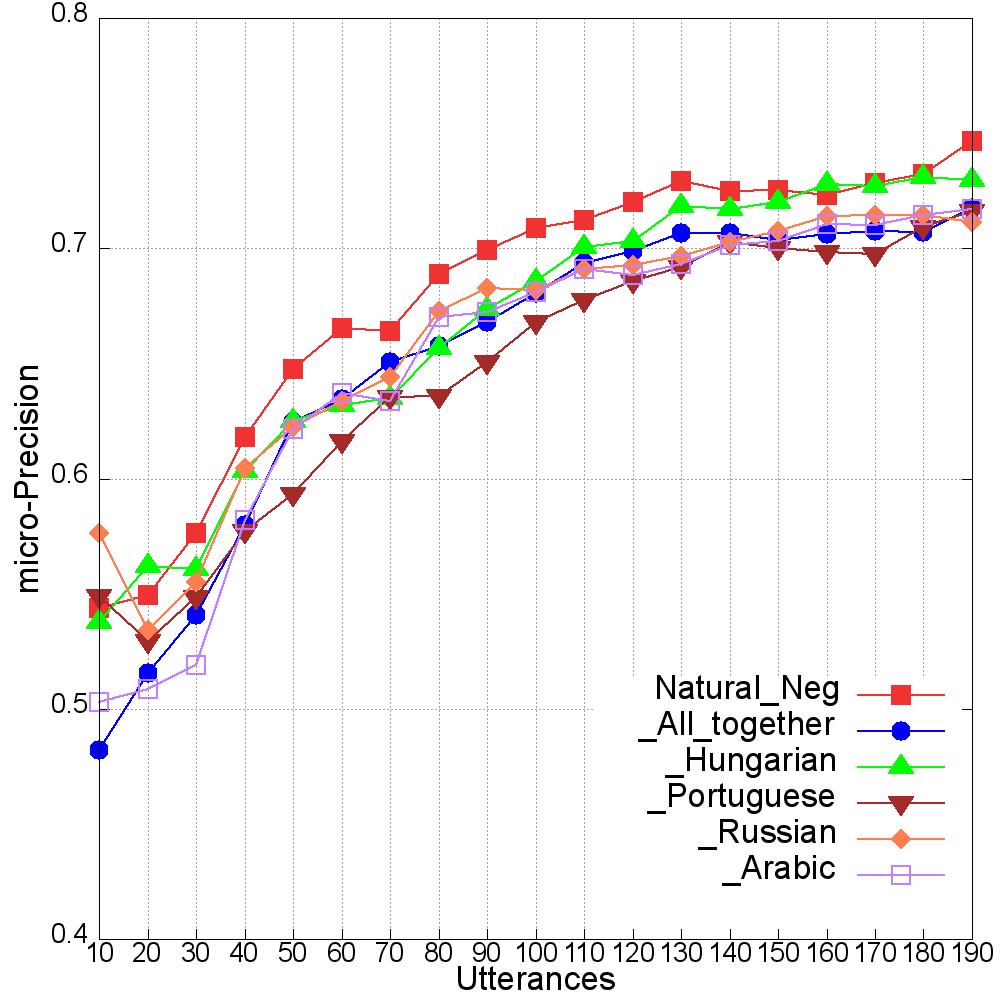 0.8
0.7
0.6
0.5
0.4
micro-Precision
Natural_Neg
_All_together
_Hungarian
_Portuguese
_Russian
_Arabic
10 20 30 40 50 60 70 80 90 100 110 120 130 140 150 160 170 180 190
Utterances